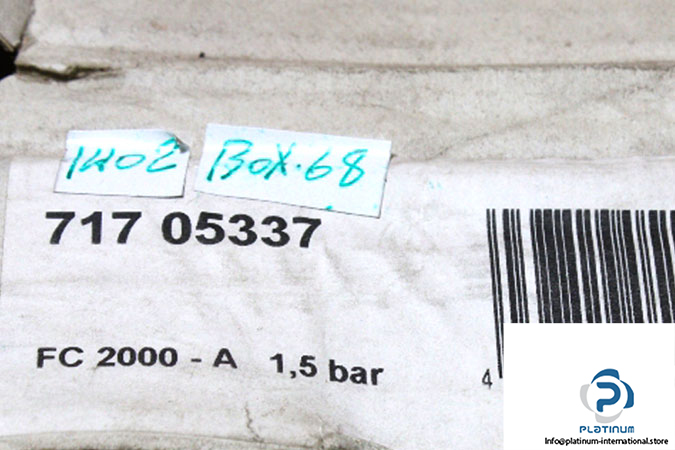 1402 BOX.68
717 05337
FC 2000 - A 1,5 bar
4
PLATINUM
Info@platinum-international.store